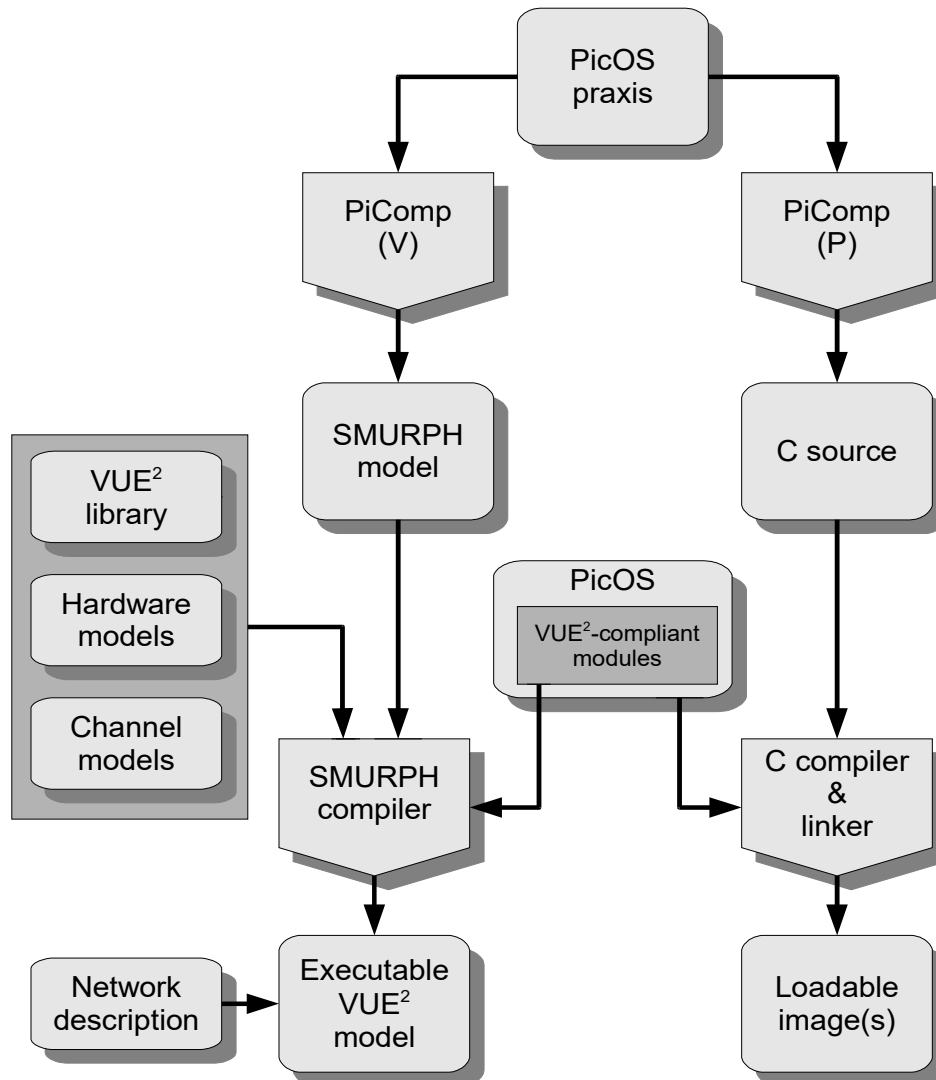 PicOS
praxis
PiComp
(V)
PiComp
(P)
SMURPH
model
C source
VUE²
library
Hardware
models
Channel
models
PicOS
VUE²-compliant
modules
SMURPH
compiler
C compiler
&
linker
Network
description
Executable
VUE²
model
Loadable
image(s)